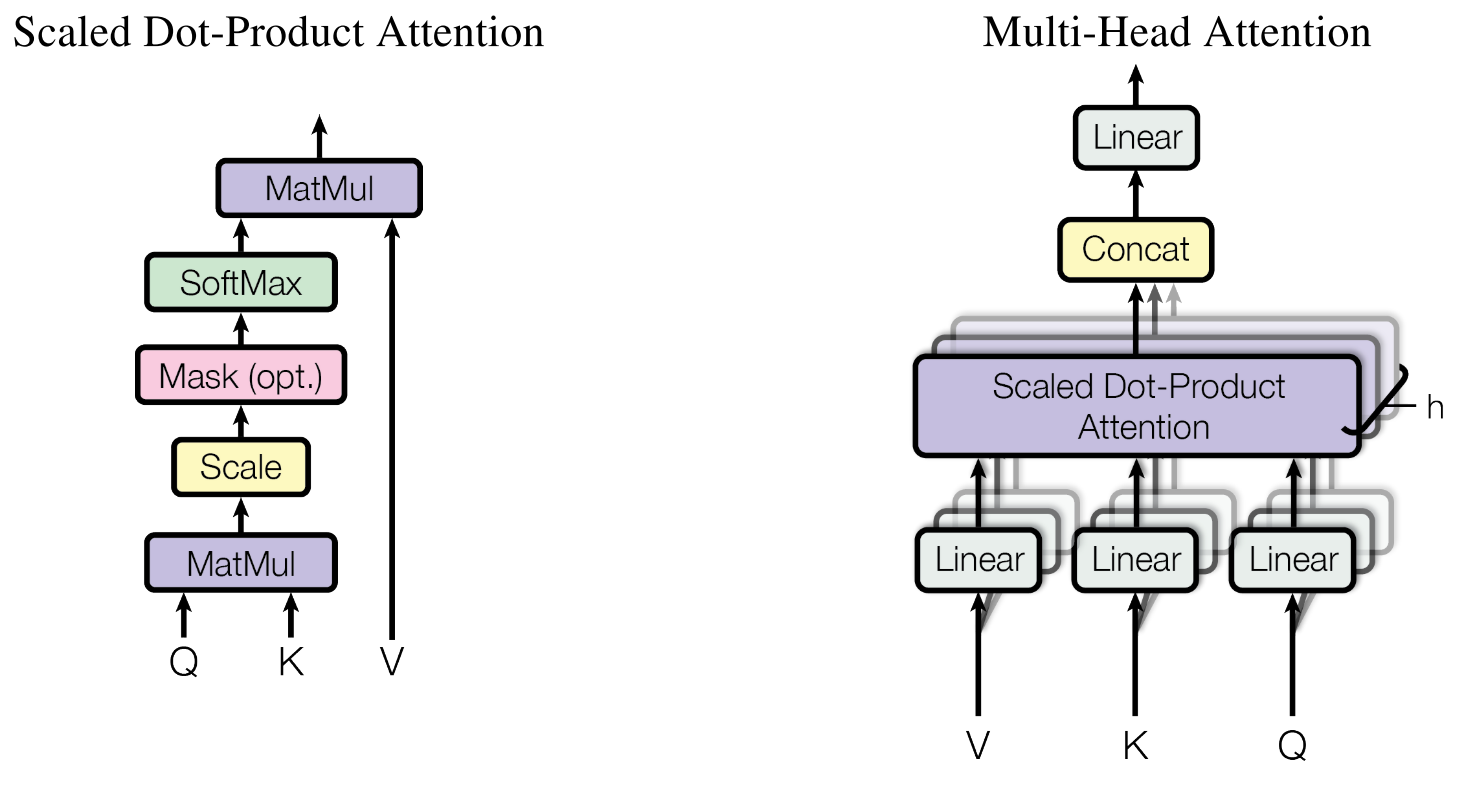 Scaled Dot-Product Attention
MatMul
SoftMax
Mask (opt.)
Scale
MatMul
Q K V
Multi-Head Attention
Linear
Concat
Scaled Dot-Product
Attention
h
Linear Linear Linear
V K Q